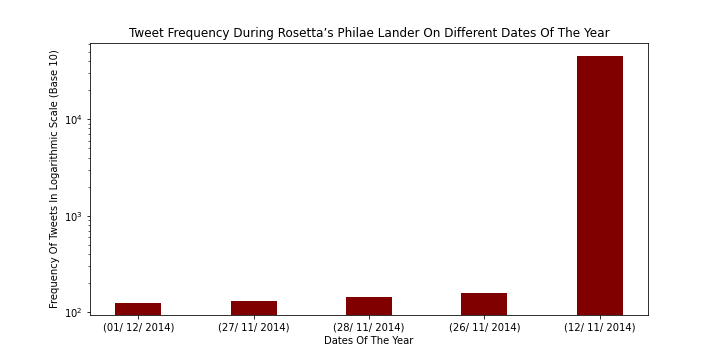 Tweet Frequency During Rosetta’s Philae Lander On Different Dates Of The Year
Frequency Of Tweets In Logarithmic Scale (Base 10)
10⁴
10³
10²
(01/ 12/ 2014) (27/ 11/ 2014) (28/ 11/ 2014) (26/ 11/ 2014) (12/ 11/ 2014)
Dates Of The Year